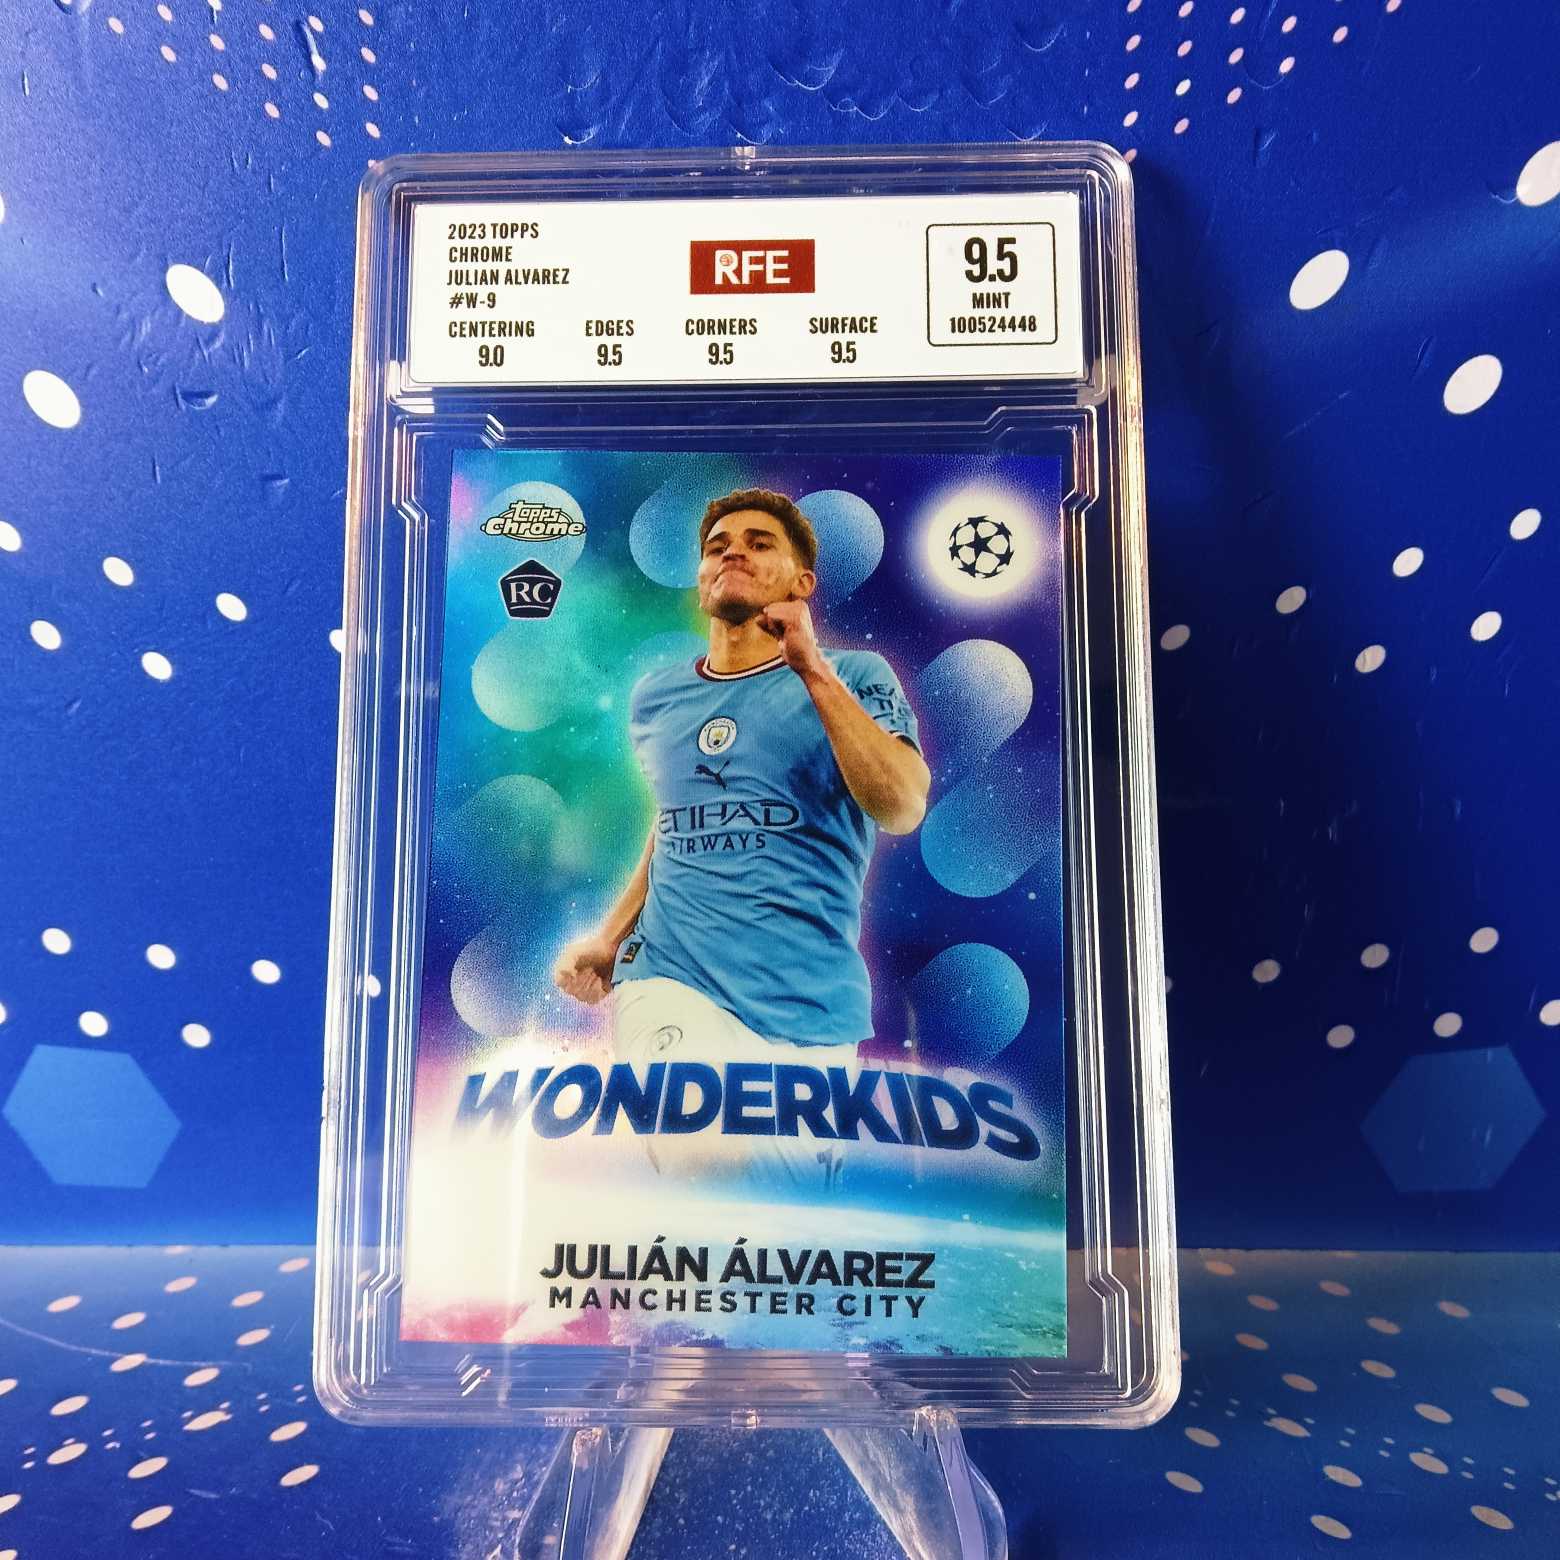 2023 TOPPS
CHROME
JULIAN ALVAREZ
#W-9
RFE
9.5
MINT
100524448
CENTERING EDGES CORNERS SURFACE
9.0 9.5 9.5 9.5
Topps
Chrome
RC
ETIHAD
AIRWAYS
WONDERKIDS
JULIÁN ÁLVAREZ
MANCHESTER CITY